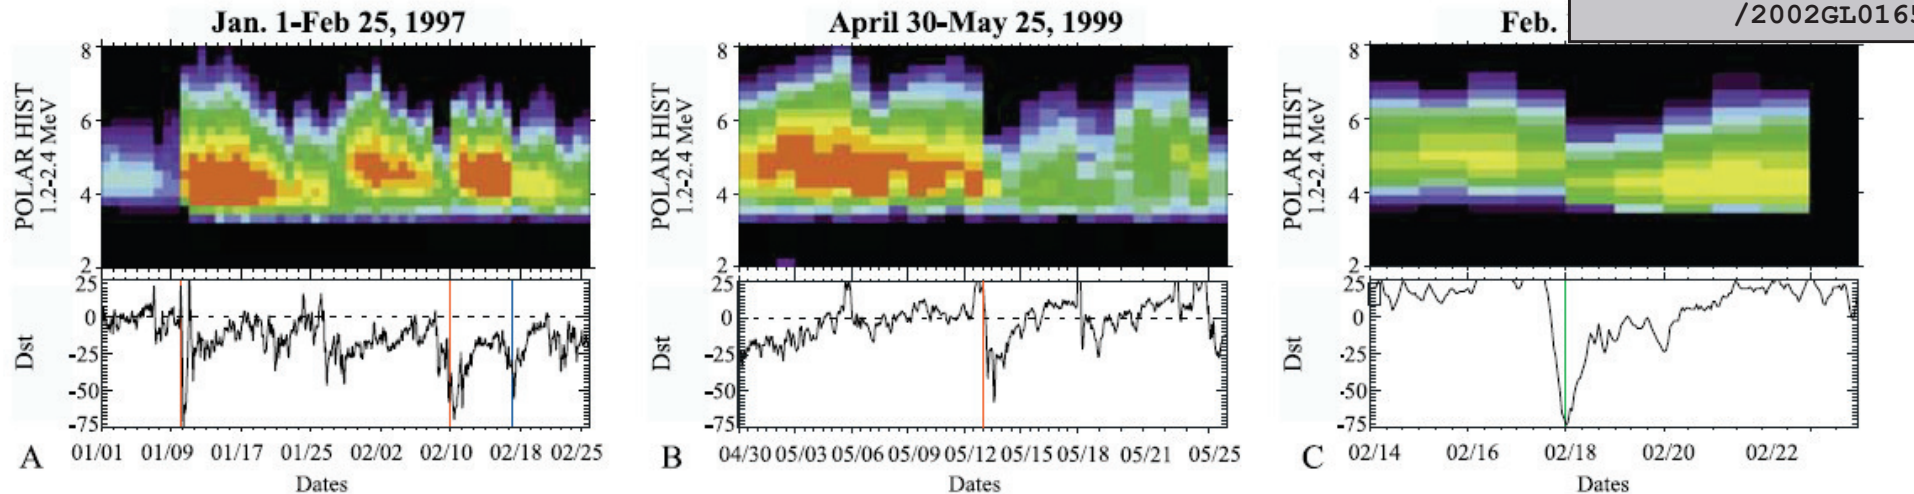 /2002GL0165
Jan. 1-Feb 25, 1997
POLAR HIST
1.2-2.4 MeV
8
6
4
2
Dst
25
0
-25
-50
-75
01/01 01/09 01/17 01/25 02/02 02/10 02/18 02/25
A
Dates
April 30-May 25, 1999
POLAR HIST
1.2-2.4 MeV
8
6
4
2
Dst
25
0
-25
-50
-75
04/30 05/03 05/06 05/09 05/12 05/15 05/18 05/21 05/25
B
Dates
Feb.
POLAR HIST
1.2-2.4 MeV
8
6
4
2
Dst
25
0
-25
-50
-75
02/14 02/16 02/18 02/20 02/22
C
Dates